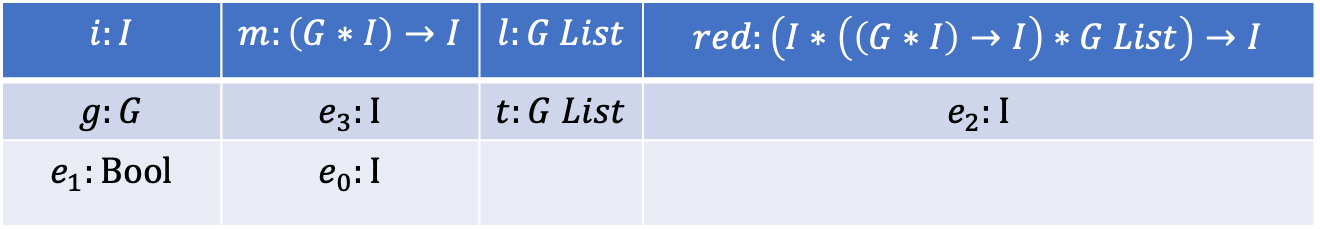 i: I m: (G * I) → I l: G List red: (I * ((G * I) → I) * G List) → I
g: G e₃: I t: G List e₂: I
e₁: Bool e₀: I